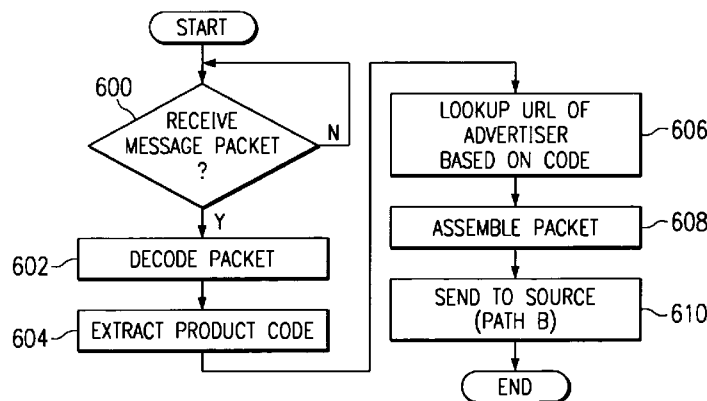 START
600
RECEIVE
MESSAGE PACKET
?
N
Y
602
DECODE PACKET
604
EXTRACT PRODUCT CODE
LOOKUP URL OF
ADVERTISER
BASED ON CODE
606
ASSEMBLE PACKET
608
SEND TO SOURCE
(PATH B)
610
END